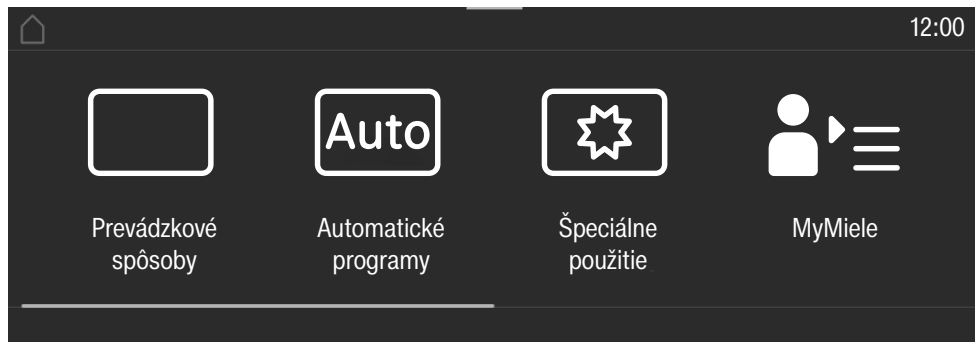 12:00
Auto
Prevádzkové
spôsoby
Automatické
programy
Špeciálne
použitie
MyMiele